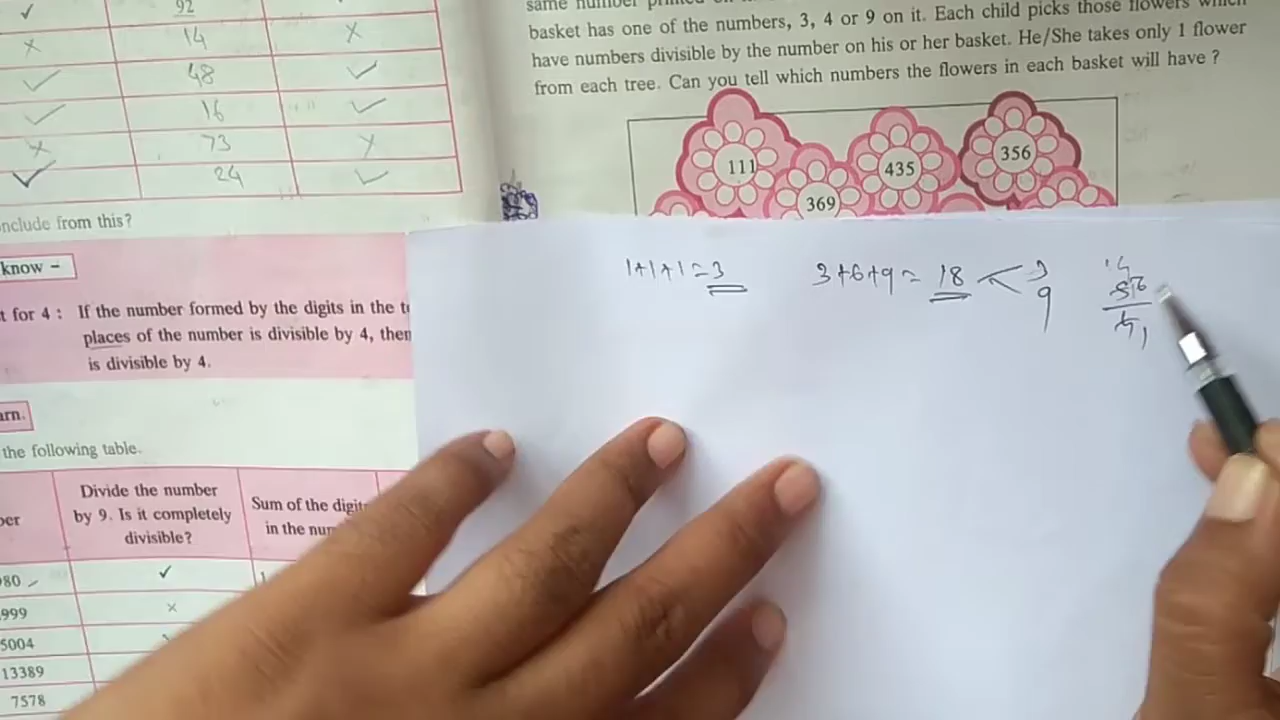 92
14
48
16
73
24
nclude from this?
know –
t for 4 : If the number formed by the digits in the t
places of the number is divisible by 4, then
is divisible by 4.
arn.
the following table.
ber
Divide the number
by 9. Is it completely
divisible?
Sum of the digit
in the num
980
999
5004
13389
7578
basket has one of the numbers, 3, 4 or 9 on it. Each child picks those flowers which
have numbers divisible by the number on his or her basket. He/She takes only 1 flower
from each tree. Can you tell which numbers the flowers in each basket will have ?
111
369
435
356
1+1+1=3
3+6+9= 18 < 3
9